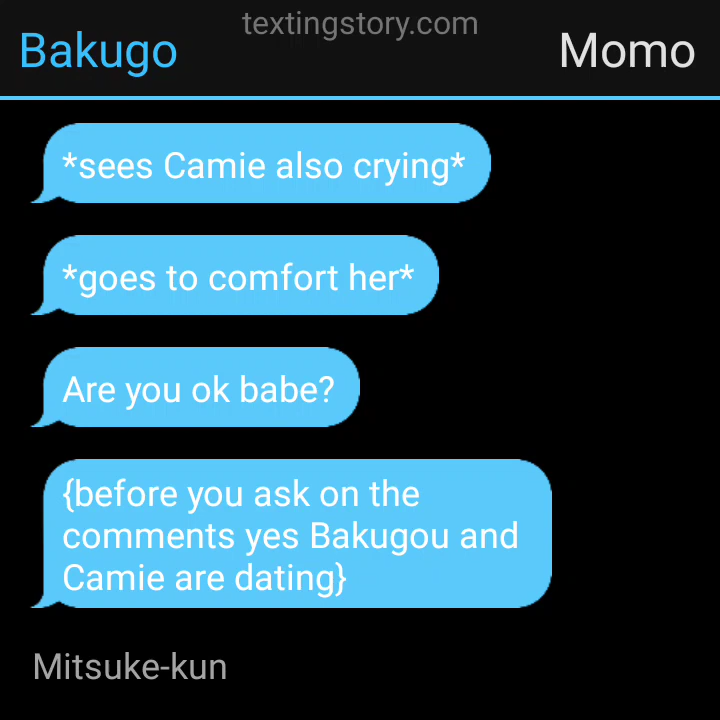 textingstory.com
Bakugo
Momo
*sees Camie also crying*
*goes to comfort her*
Are you ok babe?
{before you ask on the
comments yes Bakugou and
Camie are dating}
Mitsuke-kun